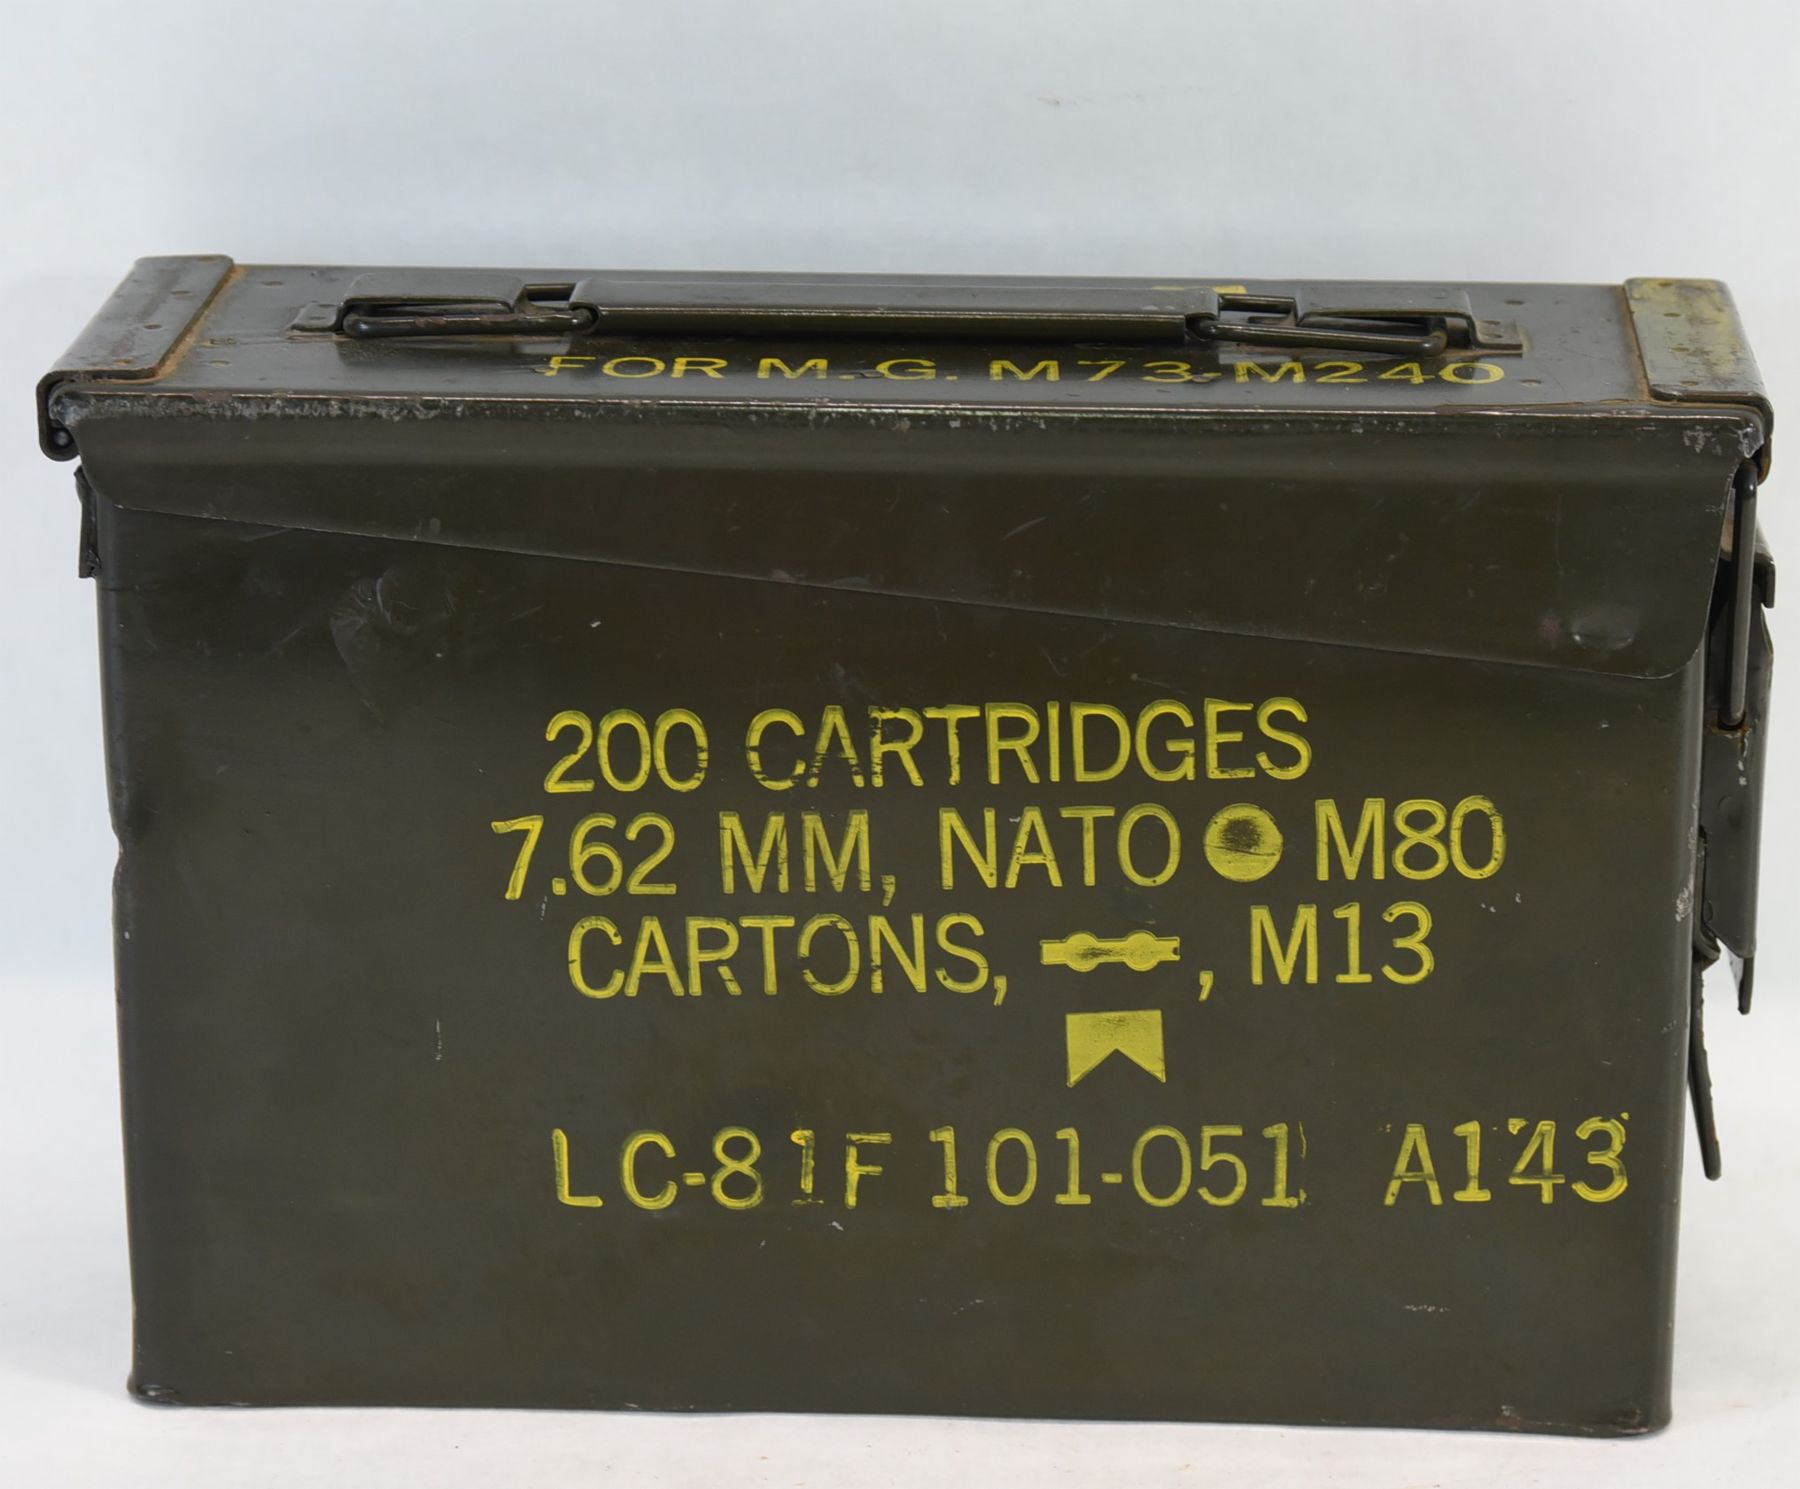 FOR M.G. M73-M240
200 CARTRIDGES
7.62 MM, NATO M80
CARTONS, , M13
LC-81F 101-051 A143